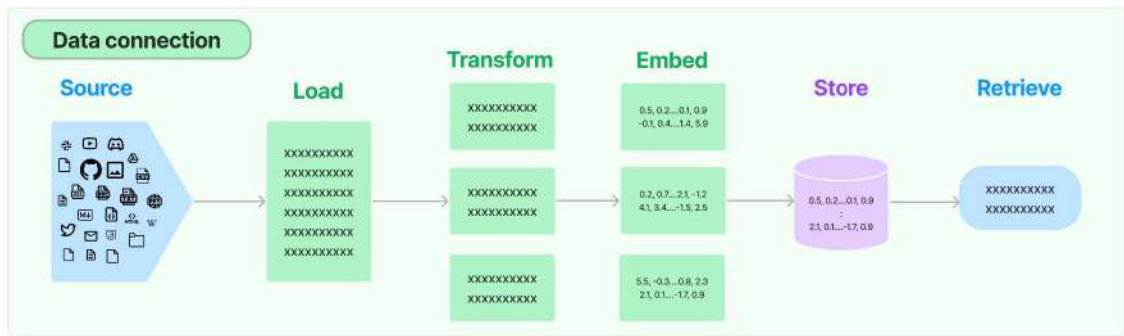 Data connection
Source
Load
Transform
Embed
Store
Retrieve
XXXXXXXXXX
XXXXXXXXXX
XXXXXXXXXX
XXXXXXXXXX
XXXXXXXXXX
XXXXXXXXXX
XXXXXXXXXX
XXXXXXXXXX
XXXXXXXXXX
XXXXXXXXXX
XXXXXXXXXX
XXXXXXXXXX
0.5, 0.2....0.1, 0.9
-0.1, 0.4....1.4, 5.9
0.2, 0.7....2.1, -1.2
4.1, 3.4....-1.5, 2.5
5.5, -0.3....0.8, 2.3
2.1, 0.1....-1.7, 0.9
0.5, 0.2....0.1, 0.9
:
2.1, 0.1....-1.7, 0.9
XXXXXXXXXX
XXXXXXXXXX